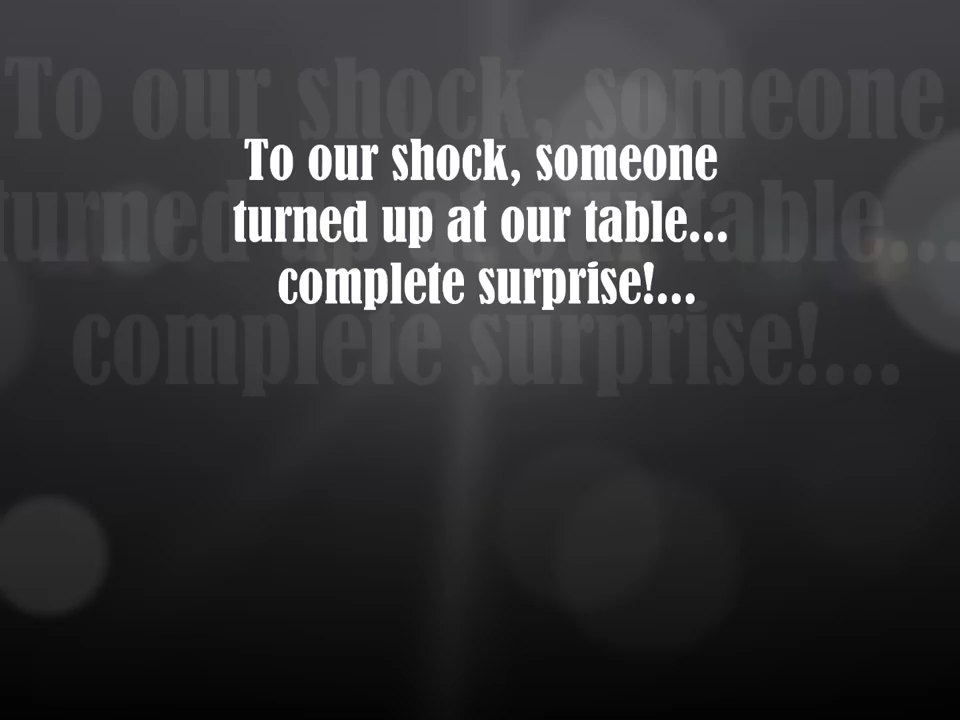 To our shock, someone
turned up at our table...
complete surprise!...